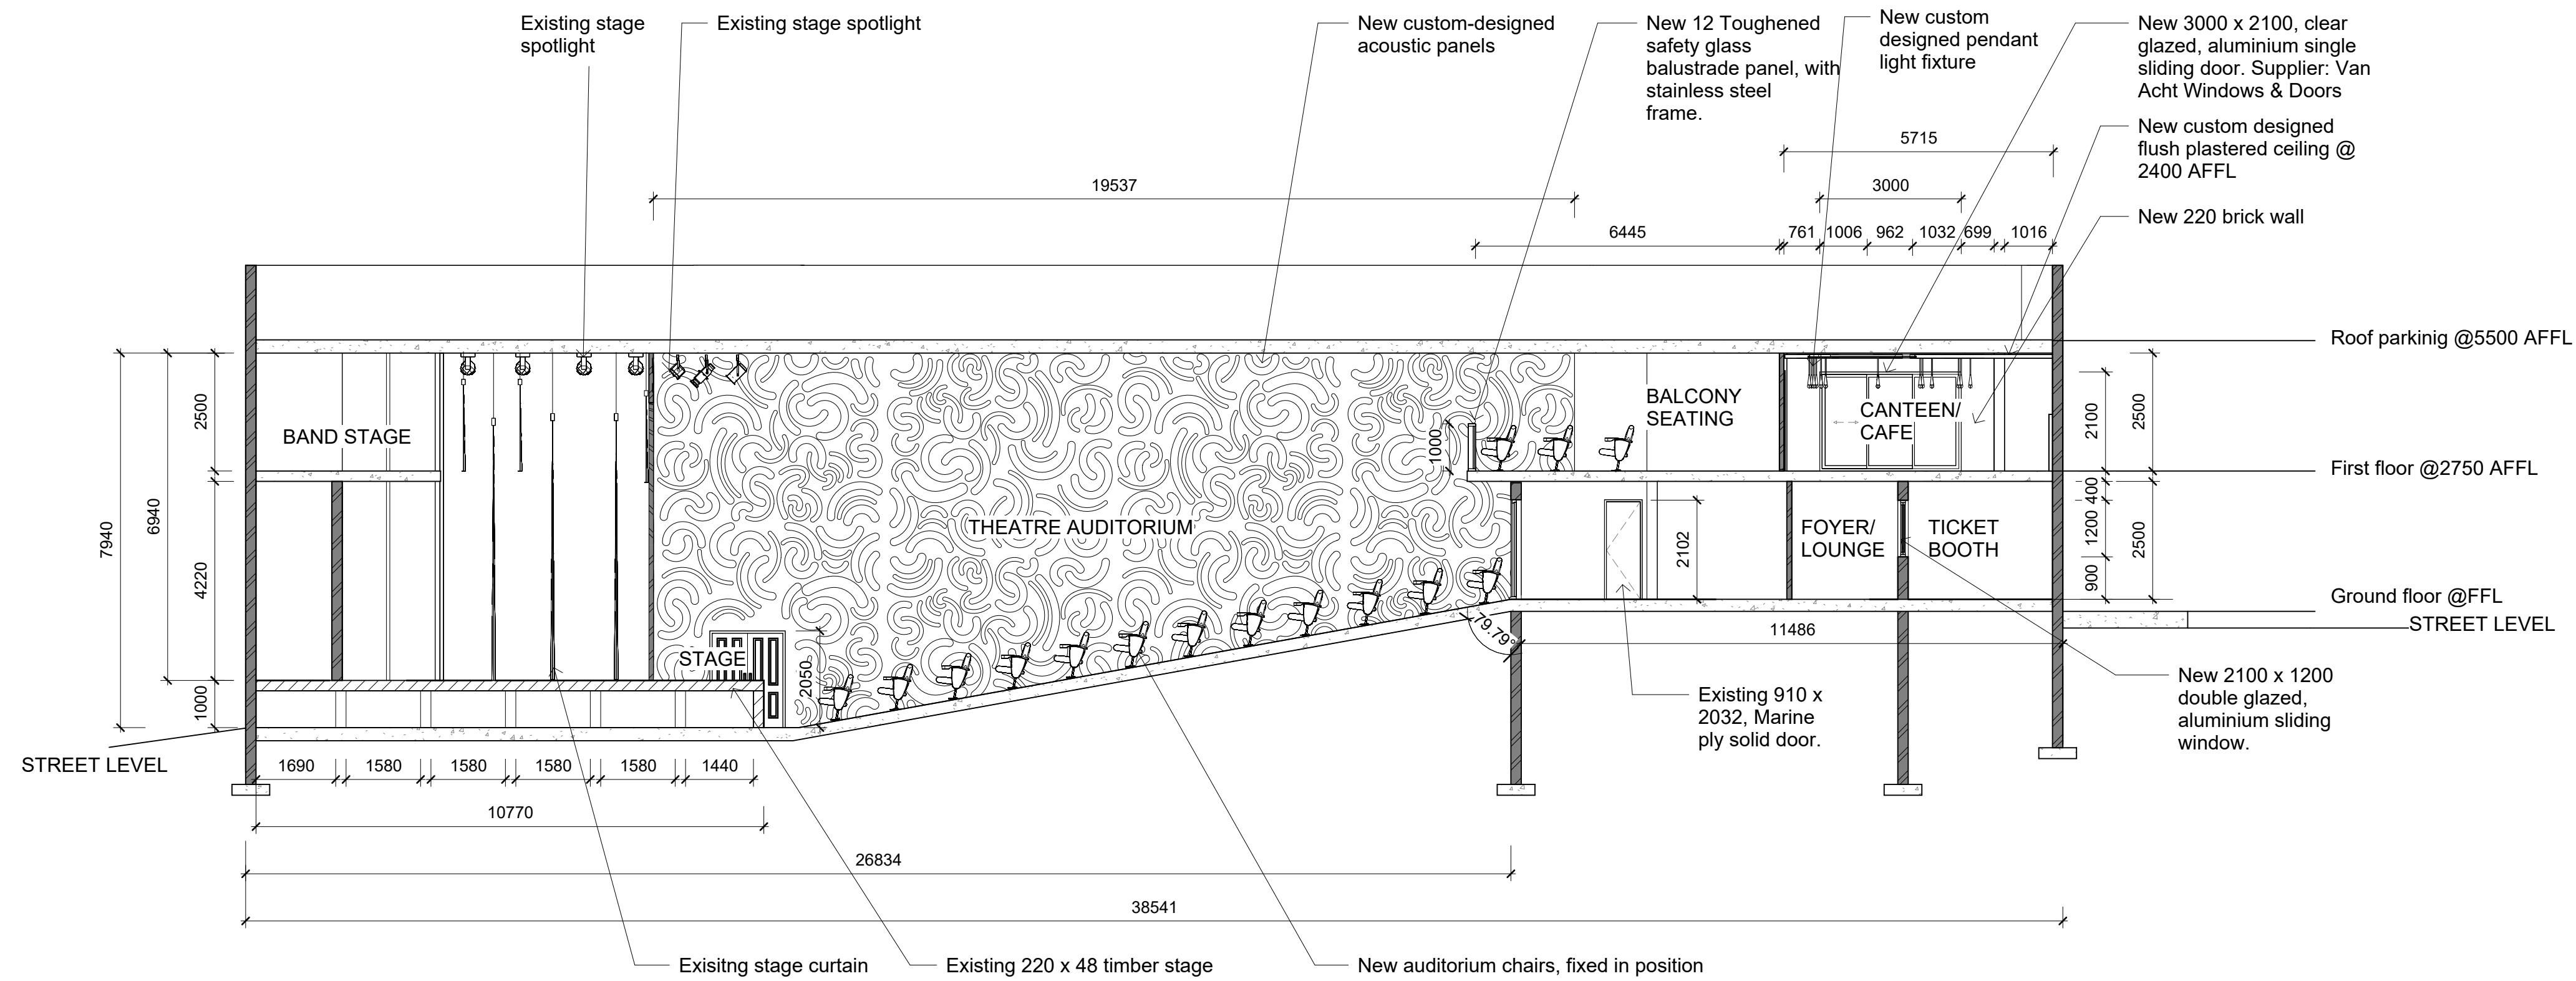 Existing stage
spotlight
Existing stage spotlight
New custom-designed
acoustic panels
New 12 Toughened
safety glass
balustrade panel, with
stainless steel
frame.
New custom
designed pendant
light fixture
New 3000 x 2100, clear
glazed, aluminium single
sliding door. Supplier: Van
Acht Windows & Doors
New custom designed
flush plastered ceiling @
2400 AFFL
New 220 brick wall
5715
19537
3000
6445
761
1006
962
1032
699
1016
Roof parkinig @5500 AFFL
First floor @2750 AFFL
Ground floor @FFL
STREET LEVEL
7940
6940
2500
4220
1000
BAND STAGE
STAGE
2050
THEATRE AUDITORIUM
1000
BALCONY
SEATING
CANTEEN/
CAFE
2100
2500
400
1200
900
2500
2102
FOYER/
LOUNGE
TICKET
BOOTH
79.79°
11486
Existing 910 x
2032, Marine
ply solid door.
New 2100 x 1200
double glazed,
aluminium sliding
window.
STREET LEVEL
1690
1580
1580
1580
1580
1440
10770
26834
38541
Exisitng stage curtain
Existing 220 x 48 timber stage
New auditorium chairs, fixed in position